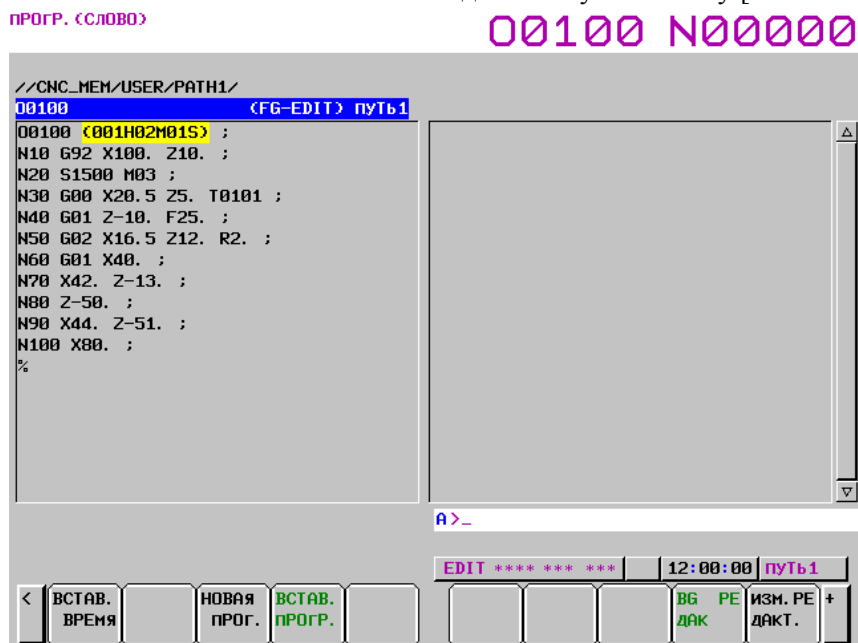 ПРОГР.(СЛОВО)
O0100 N00000
//CNC_MEM/USER/PATH1/
O0100 (FG-EDIT) ПУТЬ1
O0100 (001H02M01S) ;
N10 G92 X100. Z10. ;
N20 S1500 M03 ;
N30 G00 X20.5 Z5. T0101 ;
N40 G01 Z-10. F25. ;
N50 G02 X16.5 Z12. R2. ;
N60 G01 X40. ;
N70 X42. Z-13. ;
N80 Z-50. ;
N90 X44. Z-51. ;
N100 X80. ;
%
A>_
EDIT **** *** *** 12:00:00 ПУТЬ1
< ВСТАВ. НОВАЯ ВСТАВ. BG РЕ ИЗМ.РЕ +
ВРЕМЯ ПРОГ. ПРОГР. ДАК ДАКТ.